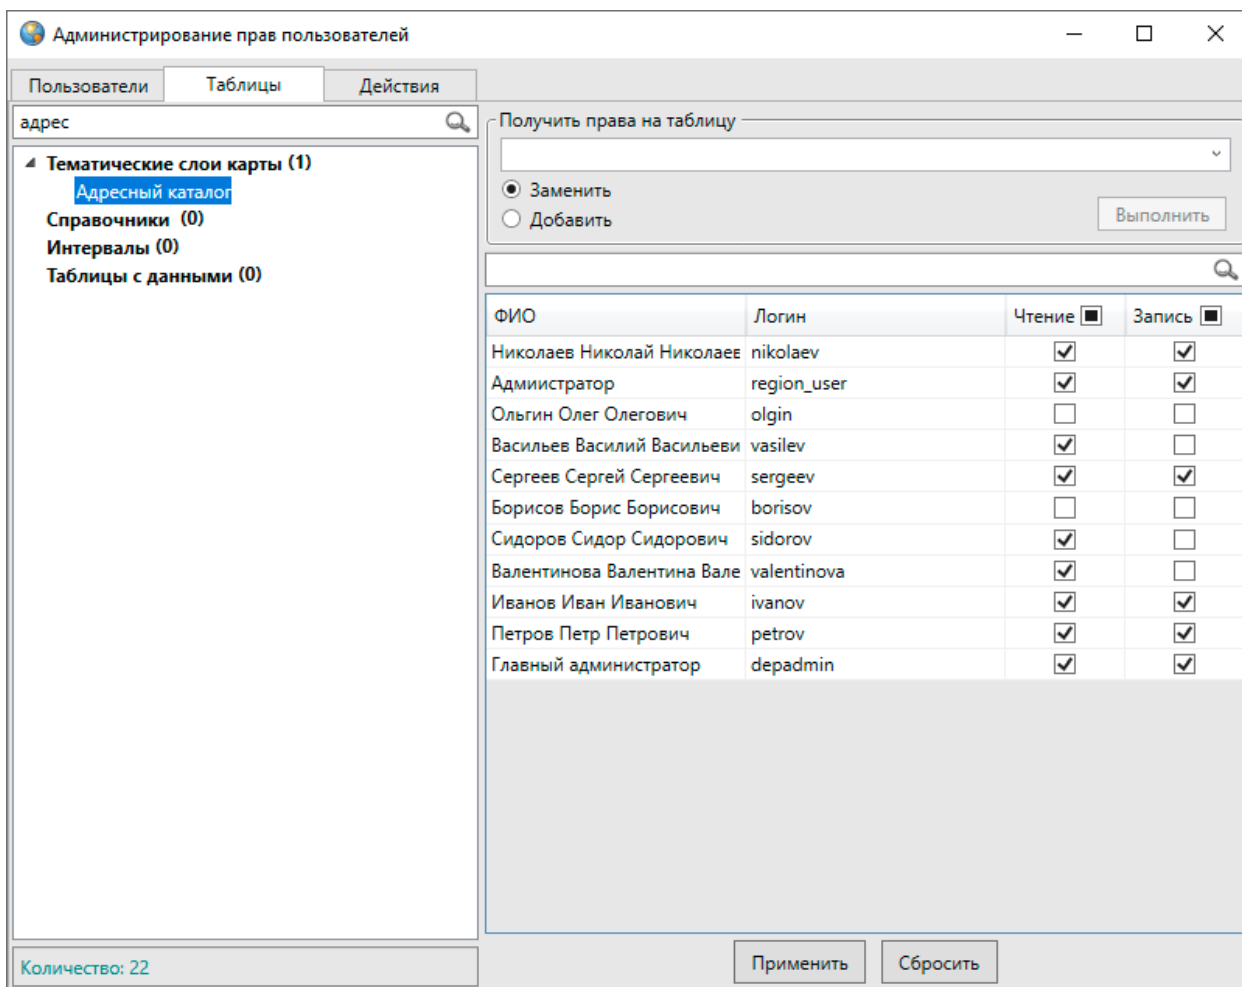 Администрирование прав пользователей
Пользователи Таблицы Действия
адрес
Тематические слои карты (1)
Адресный каталог
Справочники (0)
Интервалы (0)
Таблицы с данными (0)
Количество: 22
Получить права на таблицу
Заменить
Добавить
Выполнить
ФИО Логин Чтение Запись
Николаев Николай Николаев nikolaev
Адмиистратор region_user
Ольгин Олег Олегович olgin
Васильев Василий Васильеви vasilev
Сергеев Сергей Сергеевич sergeev
Борисов Борис Борисович borisov
Сидоров Сидор Сидорович sidorov
Валентинова Валентина Вале valentinova
Иванов Иван Иванович ivanov
Петров Петр Петрович petrov
Главный администратор depadmin
Применить Сбросить